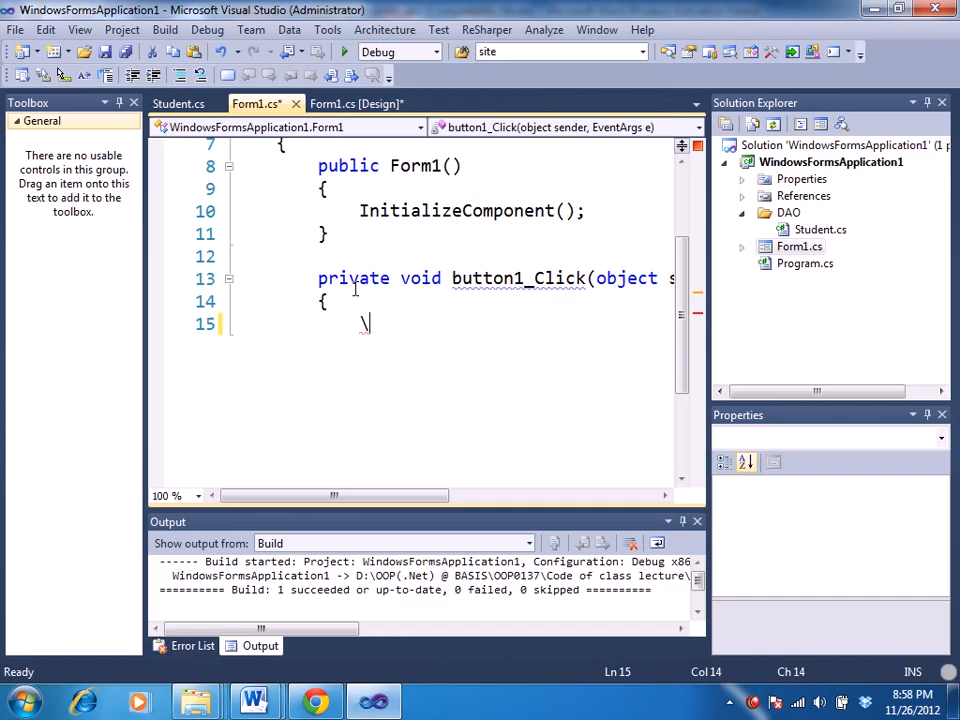 WindowsFormsApplication1 - Microsoft Visual Studio (Administrator)
File Edit View Project Build Debug Team Data Tools Architecture Test ReSharper Analyze Window Help
Debug site
Toolbox
General
There are no usable
controls in this group.
Drag an item onto this
text to add it to the
toolbox.
Student.cs Form1.cs* Form1.cs [Design]*
WindowsFormsApplication1.Form1 button1_Click(object sender, EventArgs e)
7 {
8 public Form1()
9 {
10 InitializeComponent();
11 }
12
13 private void button1_Click(object s
14 {
15 \
100 %
Output
Show output from: Build
------ Build started: Project: WindowsFormsApplication1, Configuration: Debug x86
WindowsFormsApplication1 -> D:\OOP(.Net) @ BASIS\OOP0137\Code of class lecture\
========== Build: 1 succeeded or up-to-date, 0 failed, 0 skipped ==========
Error List Output
Solution Explorer
Solution 'WindowsFormsApplication1' (1 p
WindowsFormsApplication1
Properties
References
DAO
Student.cs
Form1.cs
Program.cs
Properties
Ready Ln 15 Col 14 Ch 14 INS
8:58 PM
11/26/2012